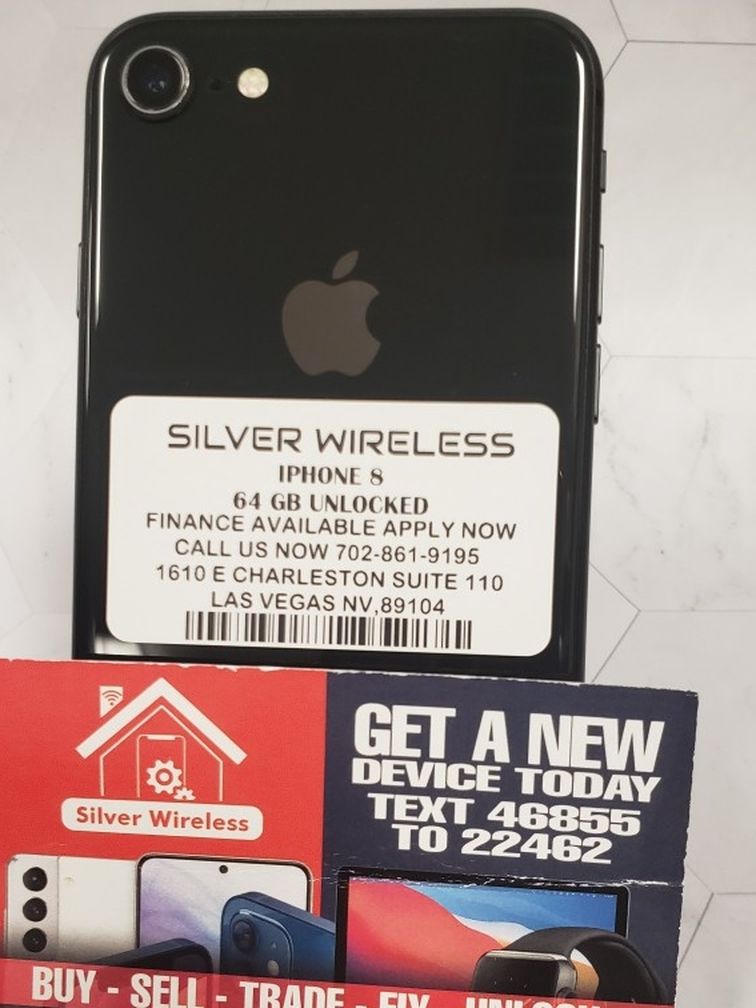 SILVER WIRELESS
IPHONE 8
64 GB UNLOCKED
FINANCE AVAILABLE APPLY NOW
CALL US NOW 702-861-9195
1610 E CHARLESTON SUITE 110
LAS VEGAS NV,89104
Silver Wireless
GET A NEW
DEVICE TODAY
TEXT 46855
TO 22462
BUY - SELL - TRADE - FIX -